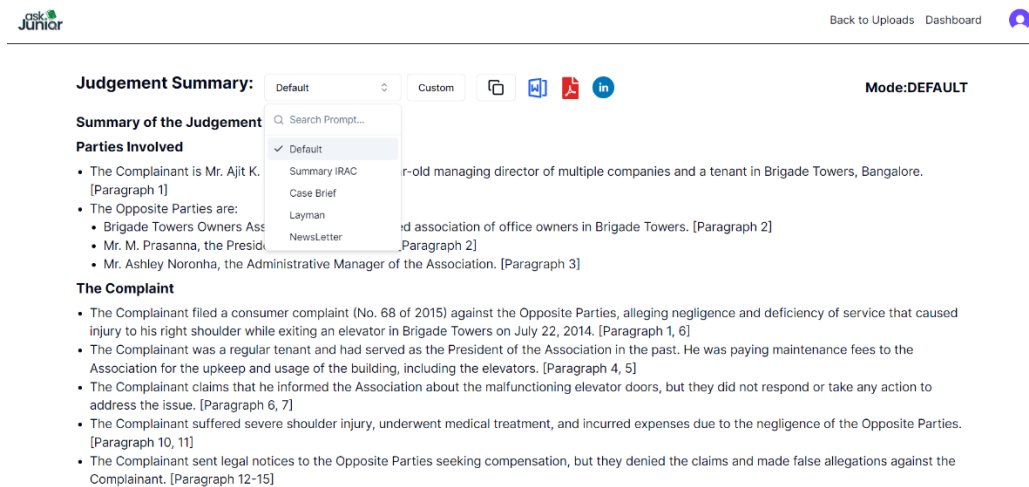 ask.
Junior
Back to Uploads Dashboard
Judgement Summary:
Default
Custom
Mode:DEFAULT
Search Prompt...
Default
Summary IRAC
Case Brief
Layman
NewsLetter
Summary of the Judgement
Parties Involved
• The Complainant is Mr. Ajit K. r-old managing director of multiple companies and a tenant in Brigade Towers, Bangalore.
[Paragraph 1]
• The Opposite Parties are:
• Brigade Towers Owners Ass ed association of office owners in Brigade Towers. [Paragraph 2]
• Mr. M. Prasanna, the Preside [Paragraph 2]
• Mr. Ashley Noronha, the Administrative Manager of the Association. [Paragraph 3]
The Complaint
• The Complainant filed a consumer complaint (No. 68 of 2015) against the Opposite Parties, alleging negligence and deficiency of service that caused
injury to his right shoulder while exiting an elevator in Brigade Towers on July 22, 2014. [Paragraph 1, 6]
• The Complainant was a regular tenant and had served as the President of the Association in the past. He was paying maintenance fees to the
Association for the upkeep and usage of the building, including the elevators. [Paragraph 4, 5]
• The Complainant claims that he informed the Association about the malfunctioning elevator doors, but they did not respond or take any action to
address the issue. [Paragraph 6, 7]
• The Complainant suffered severe shoulder injury, underwent medical treatment, and incurred expenses due to the negligence of the Opposite Parties.
[Paragraph 10, 11]
• The Complainant sent legal notices to the Opposite Parties seeking compensation, but they denied the claims and made false allegations against the
Complainant. [Paragraph 12-15]